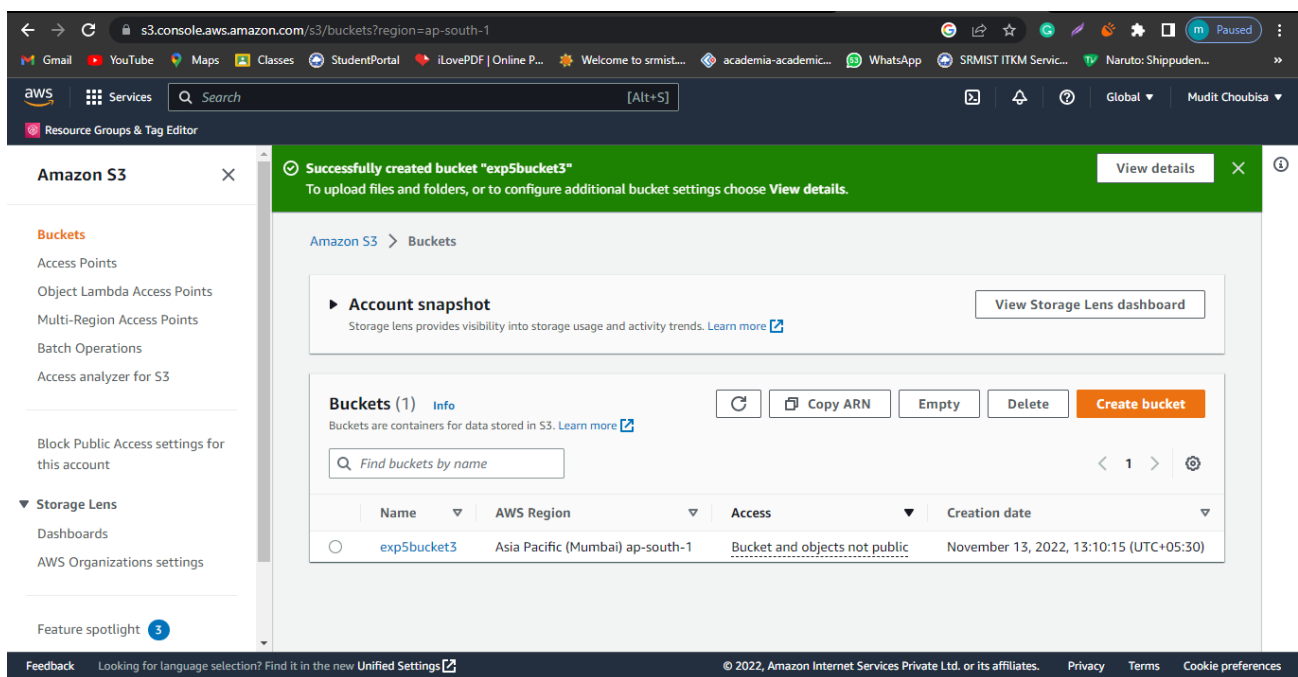 s3.console.aws.amazon.com/s3/buckets?region=ap-south-1
Paused
Gmail YouTube Maps Classes StudentPortal iLovePDF | Online P... Welcome to srmist.... academia-academic... WhatsApp SRMIST ITKM Servic... Naruto: Shippuden... »
aws Services Search [Alt+S] Global Mudit Choubisa
Resource Groups & Tag Editor
Amazon S3
Buckets
Access Points
Object Lambda Access Points
Multi-Region Access Points
Batch Operations
Access analyzer for S3
Block Public Access settings for
this account
Storage Lens
Dashboards
AWS Organizations settings
Feature spotlight 3
Successfully created bucket "exp5bucket3"
To upload files and folders, or to configure additional bucket settings choose View details.
View details
Amazon S3 > Buckets
Account snapshot
Storage lens provides visibility into storage usage and activity trends. Learn more
View Storage Lens dashboard
Buckets (1) Info
Buckets are containers for data stored in S3. Learn more
Copy ARN Empty Delete Create bucket
Find buckets by name
1
Name AWS Region Access Creation date
exp5bucket3 Asia Pacific (Mumbai) ap-south-1 Bucket and objects not public November 13, 2022, 13:10:15 (UTC+05:30)
Feedback Looking for language selection? Find it in the new Unified Settings © 2022, Amazon Internet Services Private Ltd. or its affiliates. Privacy Terms Cookie preferences